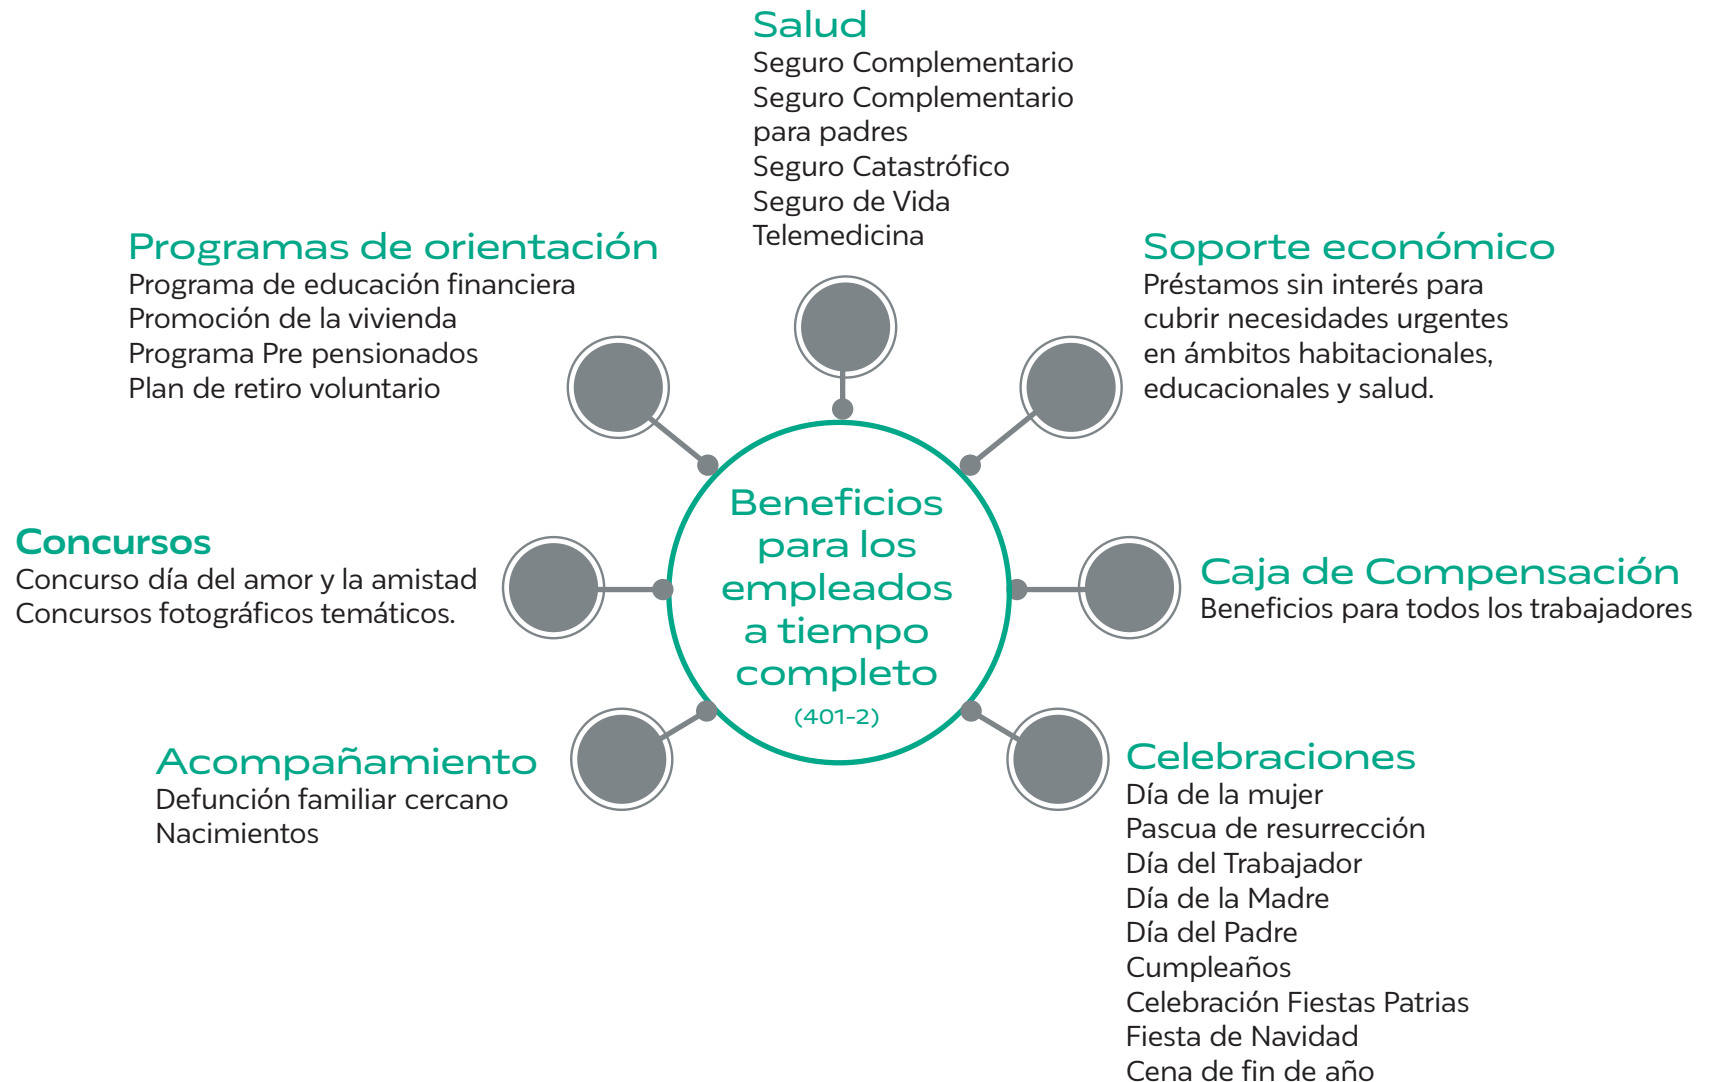 Salud
Seguro Complementario
Seguro Complementario
para padres
Seguro Catastrófico
Seguro de Vida
Telemedicina
Programas de orientación
Programa de educación financiera
Promoción de la vivienda
Programa Pre pensionados
Plan de retiro voluntario
Soporte económico
Préstamos sin interés para
cubrir necesidades urgentes
en ámbitos habitacionales,
educacionales y salud.
Beneficios
para los
empleados
a tiempo
completo
(401-2)
Concursos
Concurso día del amor y la amistad
Concursos fotográficos temáticos.
Caja de Compensación
Beneficios para todos los trabajadores
Acompañamiento
Defunción familiar cercano
Nacimientos
Celebraciones
Día de la mujer
Pascua de resurrección
Día del Trabajador
Día de la Madre
Día del Padre
Cumpleaños
Celebración Fiestas Patrias
Fiesta de Navidad
Cena de fin de año